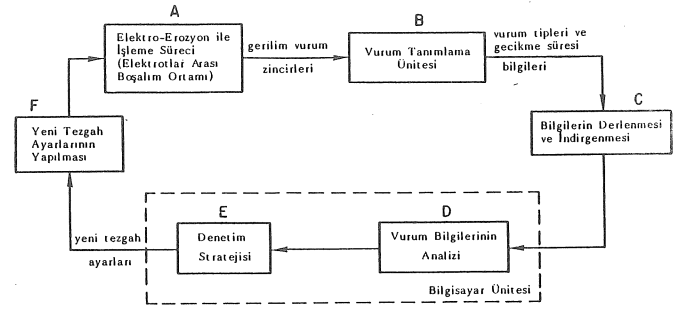 A
Elektro-Erozyon ile
İşleme Süreci
(Elektrotlar Arası
Boşalım Ortamı)
gerilim vurum
zincirleri
B
Vurum Tanımlama
Ünitesi
vurum tipleri ve
gecikme süresi
bilgileri
C
Bilgilerin Derlenmesi
ve İndirgenmesi
D
Vurum Bilgilerinin
Analizi
E
Denetim
Stratejisi
Bilgisayar Ünitesi
yeni tezgah
ayarları
F
Yeni Tezgah
Ayarlarının
Yapılması